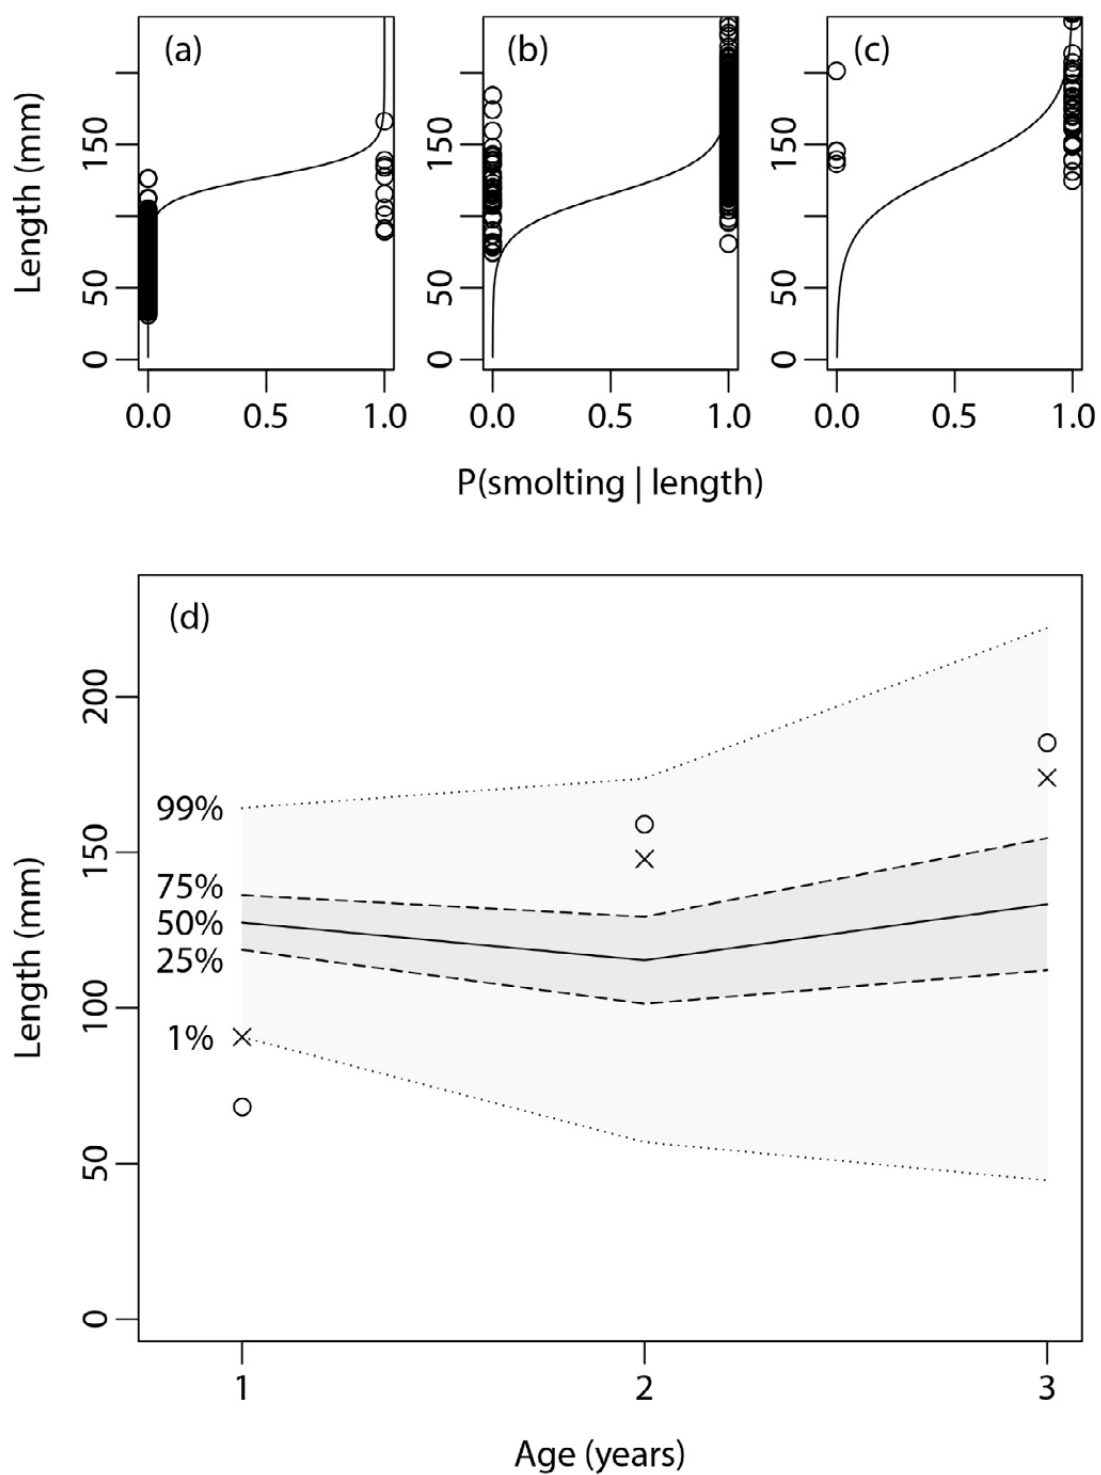 (a) (b) (c)
Length (mm)
150 150 150
50 50 50
0 0 0
0.0 0.5 1.0 0.0 0.5 1.0 0.0 0.5 1.0
P(smolting | length)
(d)
200
99%
150
75%
50%
25%
Length (mm)
100
1%
50
0
1 2 3
Age (years)